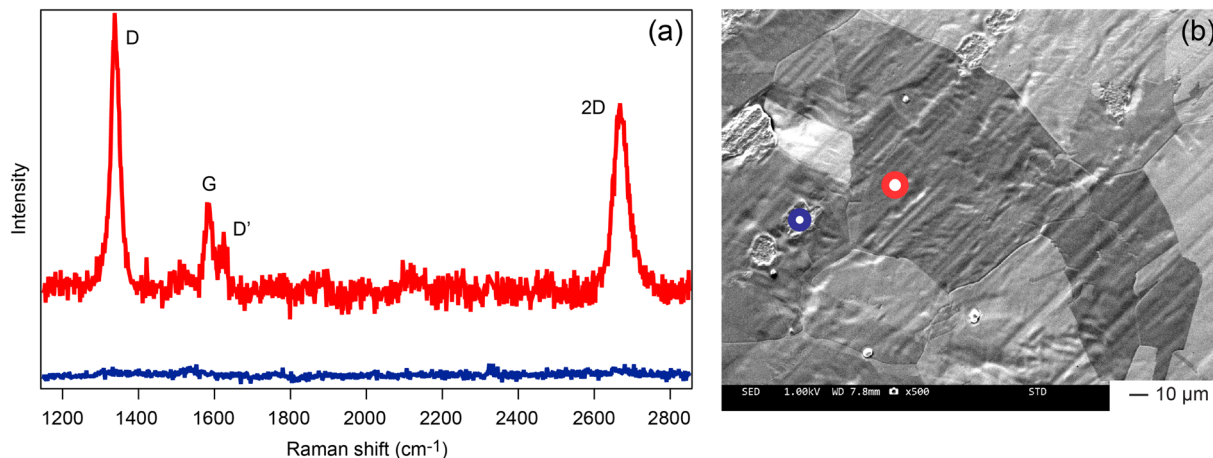 (a)
D
G
D'
2D
Intensity
1200 1400 1600 1800 2000 2200 2400 2600 2800
Raman shift (cm-1)
(b)
SED 1.00kV WD 7.8mm x500 STD 10 µm